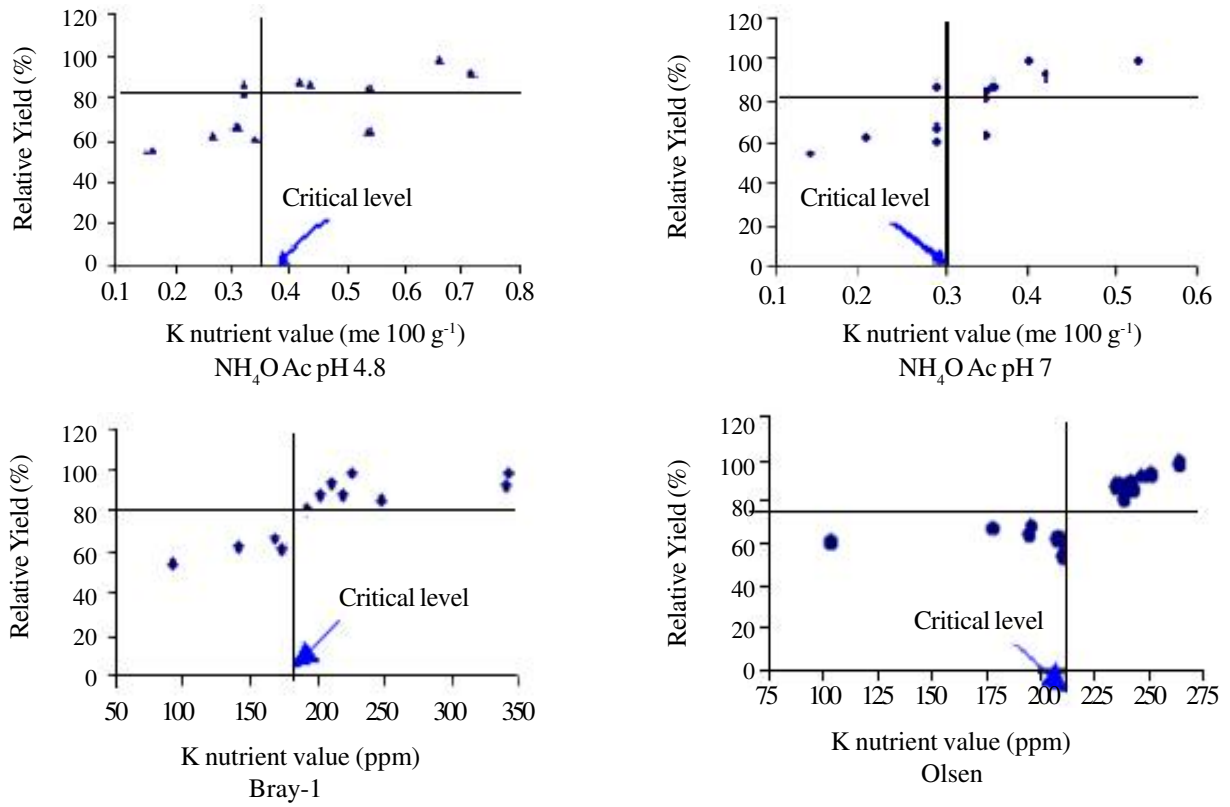 Relative Yield (%)
120
100
80
60
40
20
0
Critical level
0.1 0.2 0.3 0.4 0.5 0.6 0.7 0.8
K nutrient value (me 100 g⁻¹)
NH₄O Ac pH 4.8
Relative Yield (%)
120
100
80
60
40
20
0
Critical level
0.1 0.2 0.3 0.4 0.5 0.6
K nutrient value (me 100 g⁻¹)
NH₄O Ac pH 7
Relative Yield (%)
120
100
80
60
40
20
0
Critical level
50 100 150 200 250 300 350
K nutrient value (ppm)
Bray-1
Relative Yield (%)
120
100
80
60
40
20
0
Critical level
75 100 125 150 175 200 225 250 275
K nutrient value (ppm)
Olsen